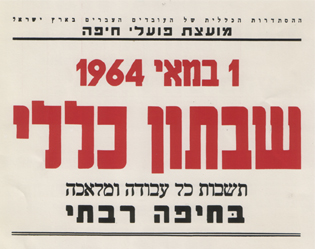 ההסתדרות הכללית של העובדים העברים בארץ ישראל
מועצת פועלי חיפה
1 במאי 1964
שבתון כללי
תשבות כל עבודה ומלאכה
בחיפה רבתי